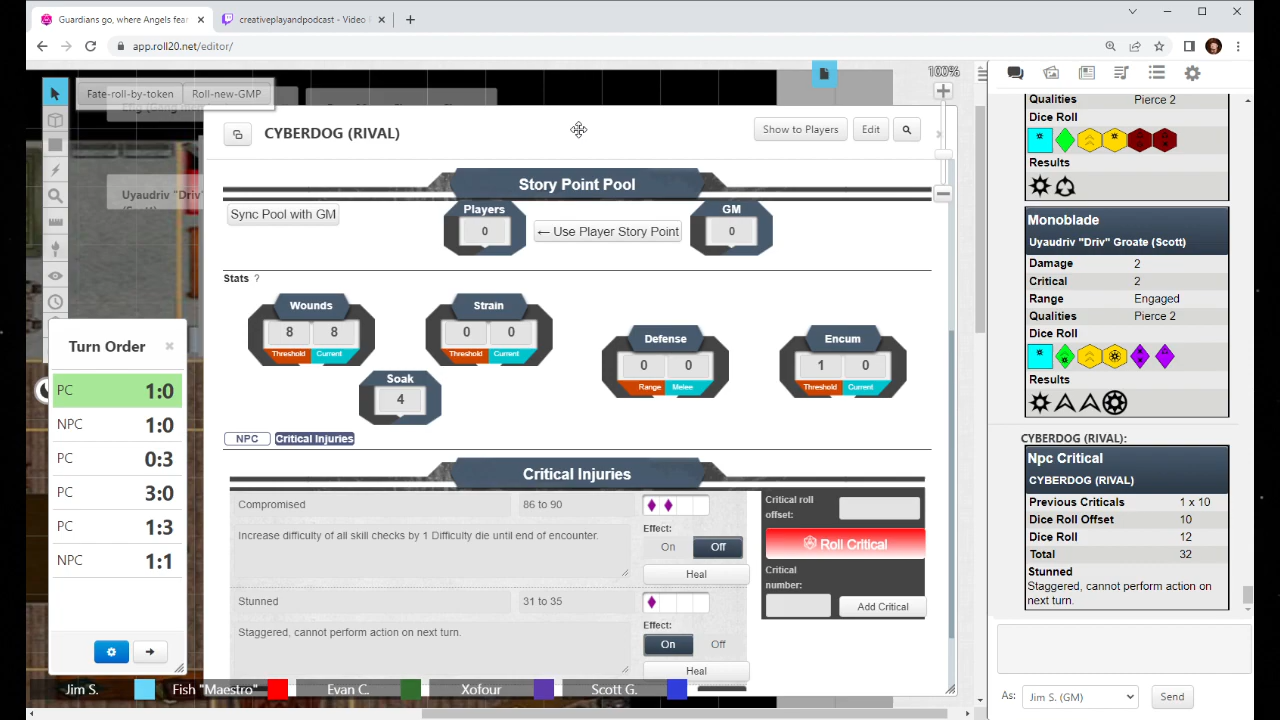 Guardians go, where Angels fea
creativeplayandpodcast - Video
app.roll20.net/editor/
Fate-roll-by-token
Roll-new-GMP
Uyaudriv "Driv"
100%
CYBERDOG (RIVAL)
Show to Players
Edit
Story Point Pool
Sync Pool with GM
Players
0
← Use Player Story Point
GM
0
Stats ?
Wounds
8 8
Threshold Current
Strain
0 0
Threshold Current
Defense
0 0
Range Melee
Encum
1 0
Threshold Current
Soak
4
NPC Critical Injuries
Critical Injuries
Compromised
86 to 90
Increase difficulty of all skill checks by 1 Difficulty die until end of encounter.
Effect:
On Off
Heal
Stunned
31 to 35
Staggered, cannot perform action on next turn.
Effect:
On Off
Heal
Critical roll
offset:
Roll Critical
Critical
number:
Add Critical
Turn Order
PC 1:0
NPC 1:0
PC 0:3
PC 3:0
PC 1:3
NPC 1:1
Jim S.
Fish "Maestro"
Evan C.
Xofour
Scott G.
Qualities Pierce 2
Dice Roll
Results
Monoblade
Uyaudriv "Driv" Groate (Scott)
Damage 2
Critical 2
Range Engaged
Qualities Pierce 2
Dice Roll
Results
CYBERDOG (RIVAL):
Npc Critical
CYBERDOG (RIVAL)
Previous Criticals 1 x 10
Dice Roll Offset 10
Dice Roll 12
Total 32
Stunned
Staggered, cannot perform action on
next turn.
As: Jim S. (GM)
Send